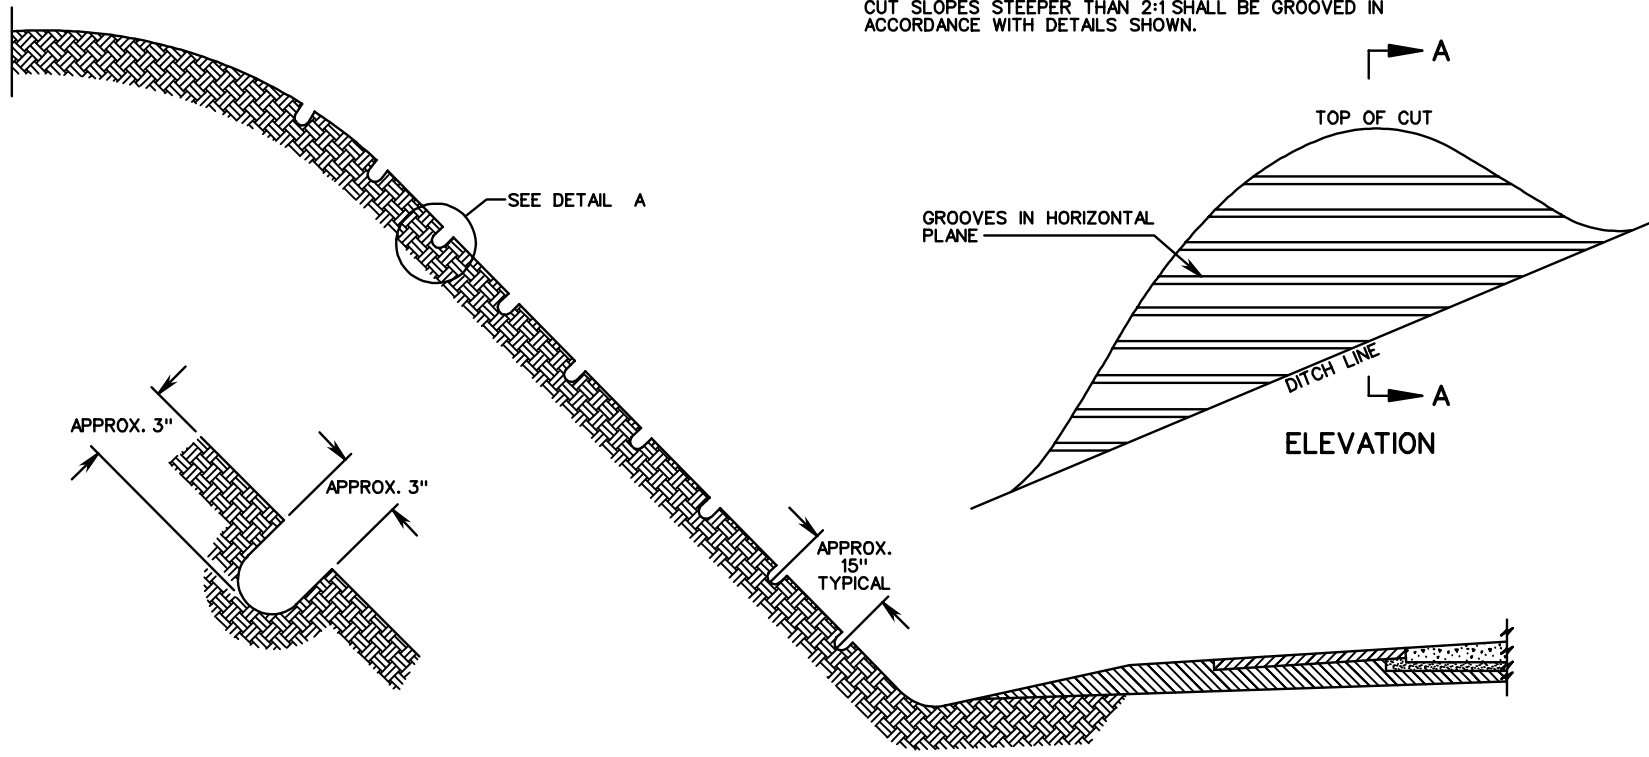 CUT SLOPES STEEPER THAN 2:1 SHALL BE GROOVED IN
ACCORDANCE WITH DETAILS SHOWN.
A
TOP OF CUT
SEE DETAIL A
GROOVES IN HORIZONTAL
PLANE
DITCH LINE
A
ELEVATION
APPROX. 3"
APPROX. 3"
APPROX.
15"
TYPICAL